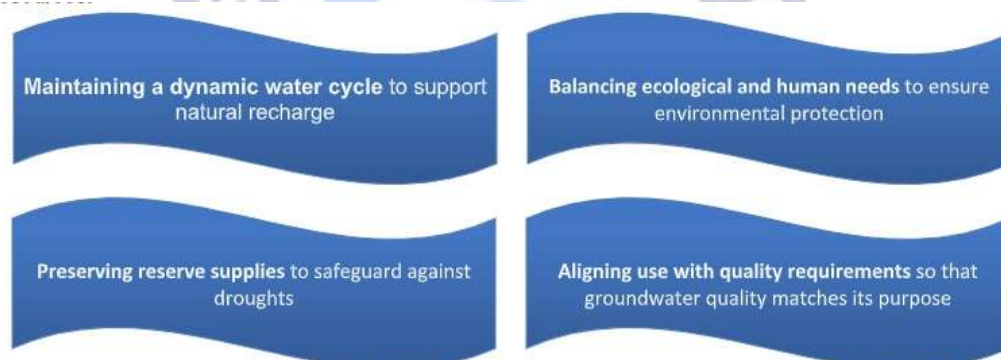 Maintaining a dynamic water cycle to support
natural recharge
Balancing ecological and human needs to ensure
environmental protection
Preserving reserve supplies to safeguard against
droughts
Aligning use with quality requirements so that
groundwater quality matches its purpose